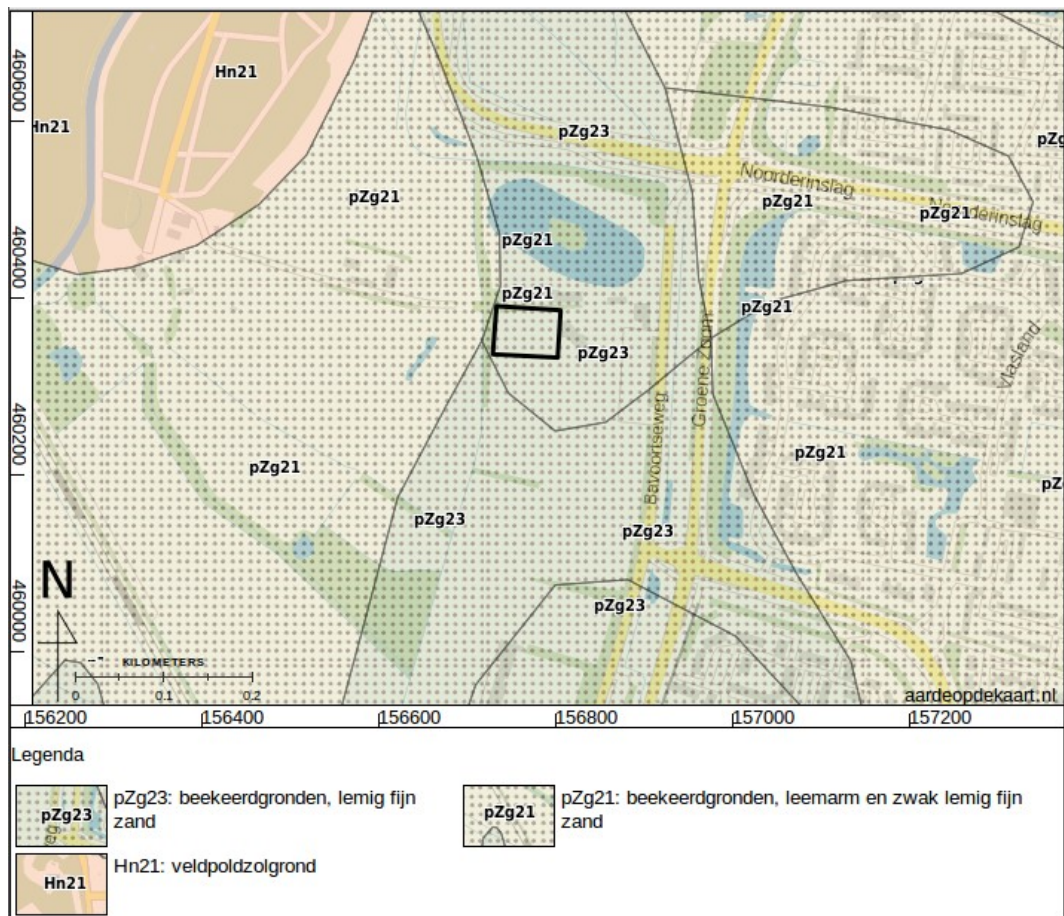 460600
Hn21
Hn21
pZg23
pZg
Noorderinslag
pZg21
pZg21
pZg21
Noorderinslag
pZg21
460400
pZg21
pZg21
Groene Zoom
Vlasland
pZg23
460200
Bavoortseweg
pZg21
pZg21
pZ
pZg23
pZg23
N
pZg23
460000
KILOMETERS
0 0.1 0.2
aardeopdekaart.nl
156200 156400 156600 156800 157000 157200
Legenda
pZg23
pZg23: beekeerdgronden, lemig fijn
zand
pZg21
pZg21: beekeerdgronden, leemarm en zwak lemig fijn
zand
Hn21
Hn21: veldpoldzolgrond